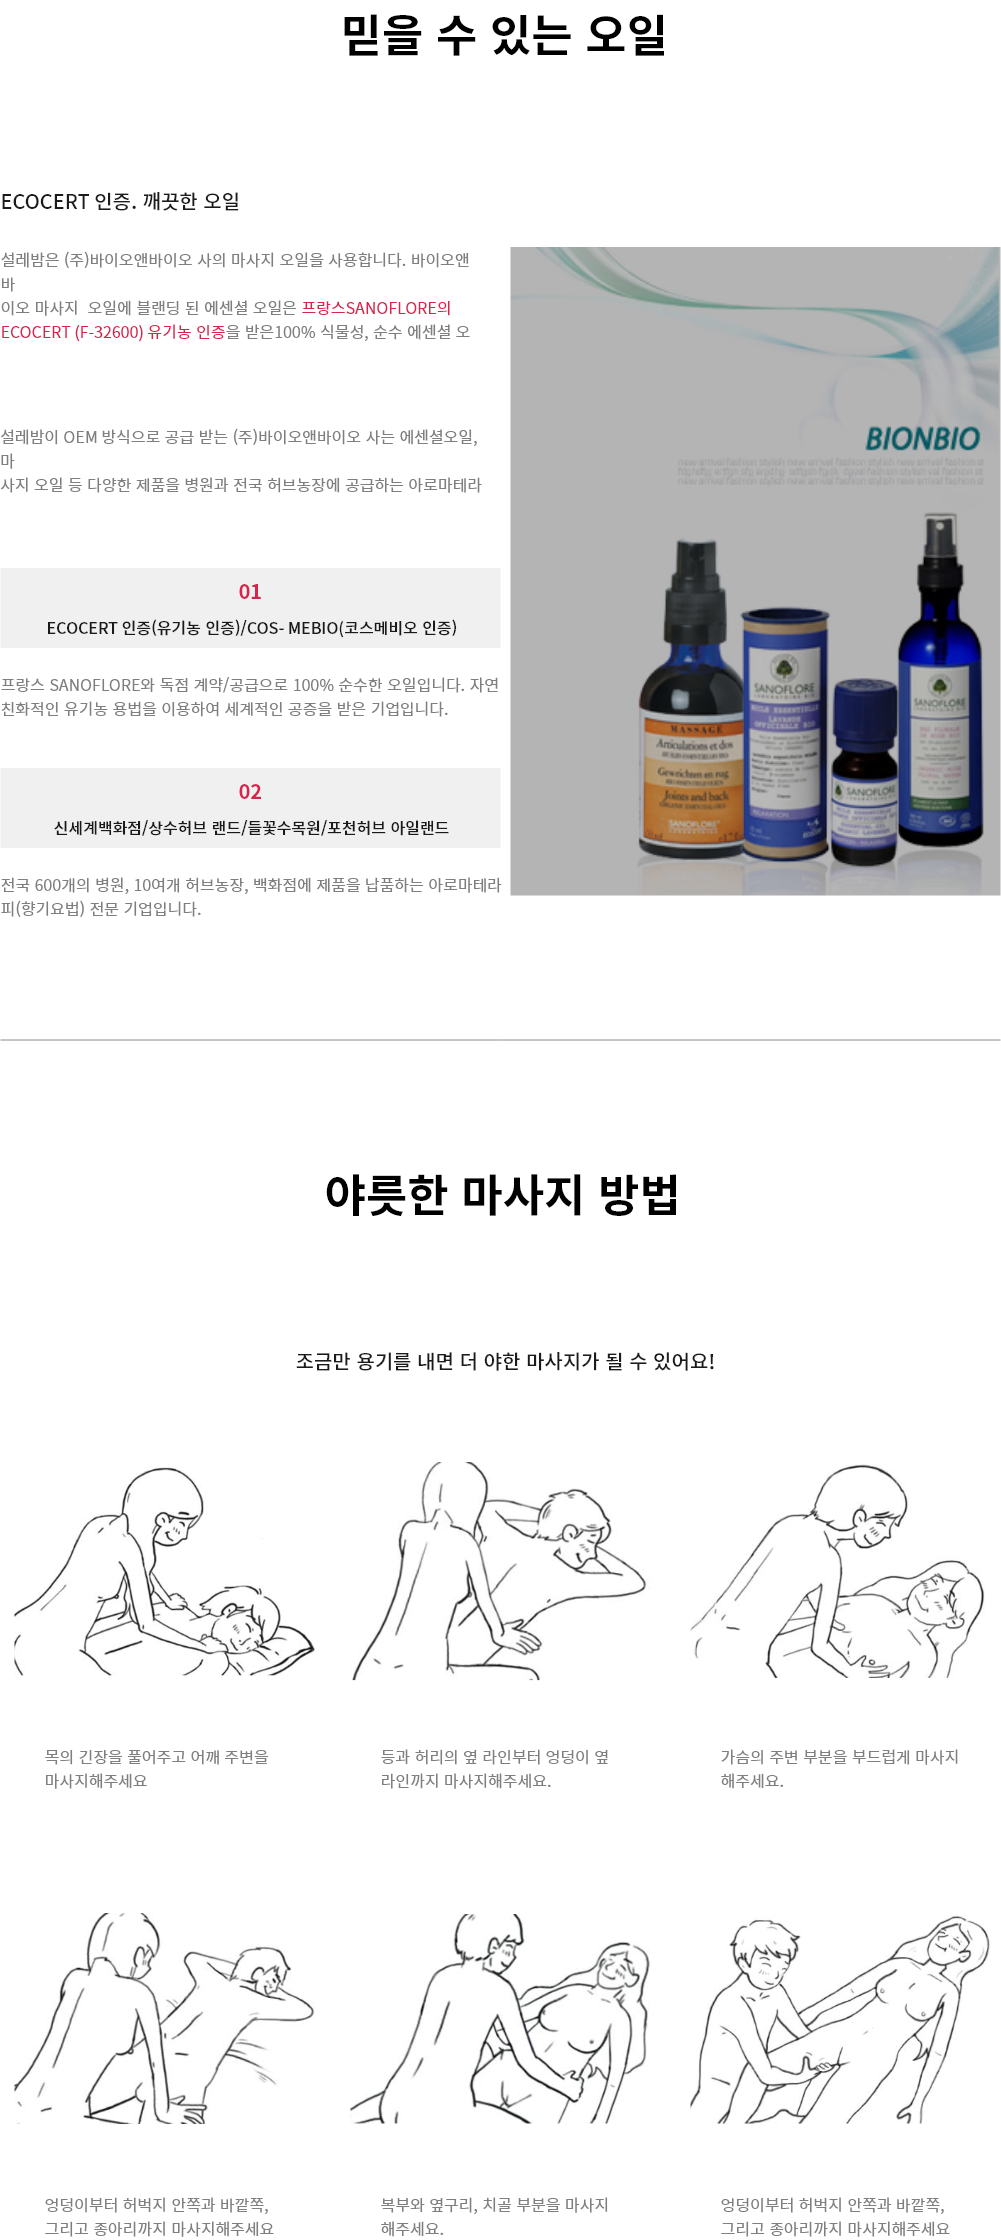 믿을 수 있는 오일
ECOCERT 인증. 깨끗한 오일
설레밤은 (주)바이오앤바이오 사의 마사지 오일을 사용합니다. 바이오앤
바
이오 마사지 오일에 블랜딩 된 에센셜 오일은 프랑스SANOFLORE의
ECOCERT (F-32600) 유기농 인증을 받은100% 식물성, 순수 에센셜 오
설레밤이 OEM 방식으로 공급 받는 (주)바이오앤바이오 사는 에센셜오일,
마
사지 오일 등 다양한 제품을 병원과 전국 허브농장에 공급하는 아로마테라
01
ECOCERT 인증(유기농 인증)/COS- MEBIO(코스메비오 인증)
프랑스 SANOFLORE와 독점 계약/공급으로 100% 순수한 오일입니다. 자연
친화적인 유기농 용법을 이용하여 세계적인 공증을 받은 기업입니다.
02
신세계백화점/상수허브 랜드/들꽃수목원/포천허브 아일랜드
전국 600개의 병원, 10여개 허브농장, 백화점에 제품을 납품하는 아로마테라
피(향기요법) 전문 기업입니다.
BIONBIO
MASSAGE
Articulations et dos
Geweichten en rug
Joints and back
SANOFLORE
SANOFLORE
LABORATOIRE BIO
HUILE ESSENTIELLE
LAVANDE
OFFICINALE BIO
RELAXATION
SANOFLORE
SANOFLORE
야릇한 마사지 방법
조금만 용기를 내면 더 야한 마사지가 될 수 있어요!
목의 긴장을 풀어주고 어깨 주변을
마사지해주세요
등과 허리의 옆 라인부터 엉덩이 옆
라인까지 마사지해주세요.
가슴의 주변 부분을 부드럽게 마사지
해주세요.
엉덩이부터 허벅지 안쪽과 바깥쪽,
그리고 종아리까지 마사지해주세요
복부와 옆구리, 치골 부분을 마사지
해주세요.
엉덩이부터 허벅지 안쪽과 바깥쪽,
그리고 종아리까지 마사지해주세요